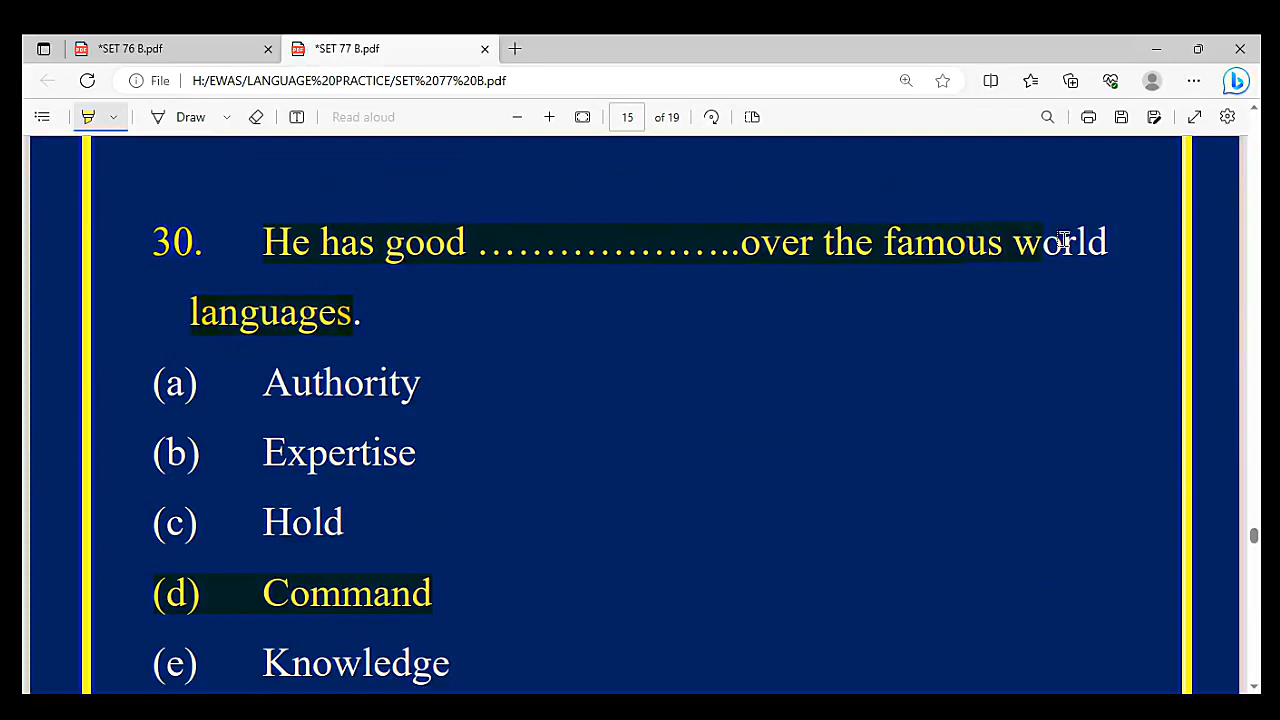 *SET 76 B.pdf
*SET 77 B.pdf
File H:/EWAS/LANGUAGE%20PRACTICE/SET%2077%20B.pdf
Draw Read aloud 15 of 19
30. He has good ………………..over the famous world
languages.
(a) Authority
(b) Expertise
(c) Hold
(d) Command
(e) Knowledge